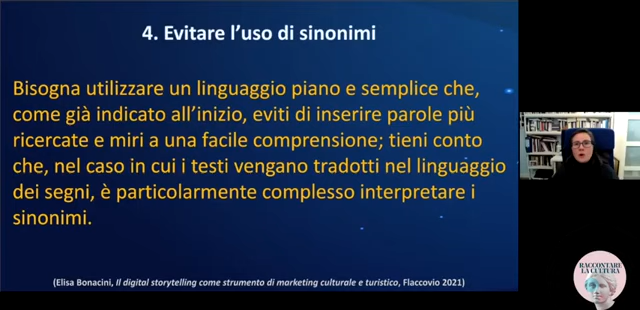 4. Evitare l'uso di sinonimi
Bisogna utilizzare un linguaggio piano e semplice che,
come già indicato all'inizio, eviti di inserire parole più
ricercate e miri a una facile comprensione; tieni conto
che, nel caso in cui i testi vengano tradotti nel linguaggio
dei segni, è particolarmente complesso interpretare i
sinonimi.
(Elisa Bonacini, Il digital storytelling come strumento di marketing culturale e turistico, Flaccovio 2021)
RACCONTARE
LA CULTURA